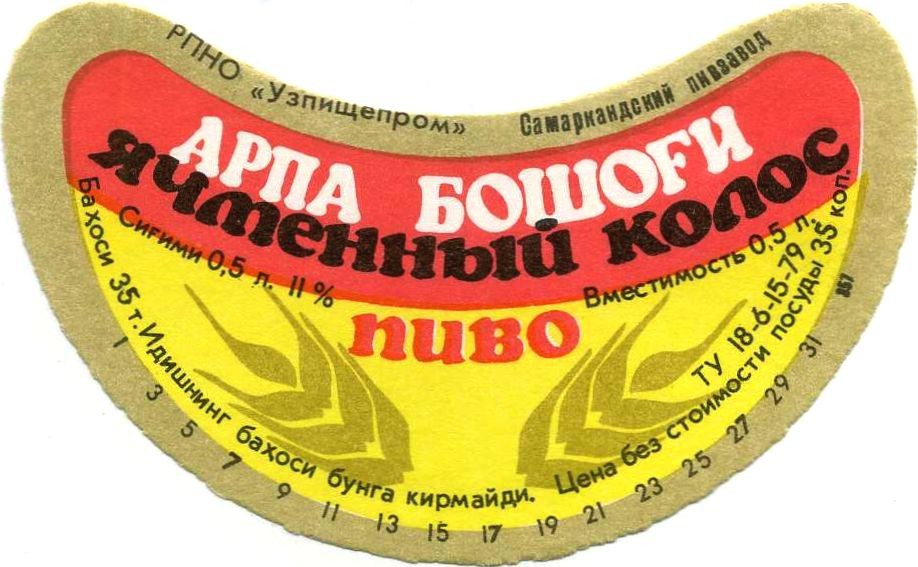 РПНО «Узпищепром» Самаркандский пивзавод
АРПА БОШОҒИ
ячменный колос
пиво
Сиғими 0,5 л. 11 %
Вместимость 0,5 л.
ТУ 18-6-15-79
Баҳоси 35 т. Идишнинг баҳоси бунга кирмайди. Цена без стоимости посуды 35 коп.
1 3 5 7 9 11 13 15 17 19 21 23 25 27 29 31